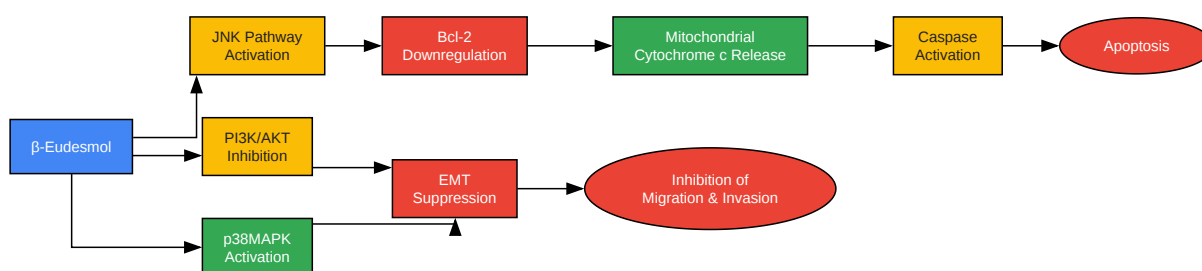 JNK Pathway
Activation
Bcl-2
Downregulation
Mitochondrial
Cytochrome c Release
Caspase
Activation
Apoptosis
β-Eudesmol
PI3K/AKT
Inhibition
EMT
Suppression
Inhibition of
Migration & Invasion
p38MAPK
Activation